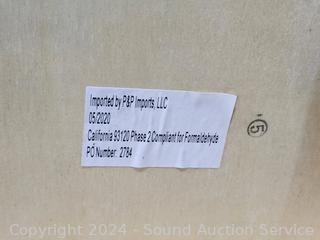 Imported by P&P Imports, LLC
05/2020
California 93120 Phase 2 Compliant for Formaldehyde
PO Number 2784
5
Copyright 2024 - Sound Auction Service